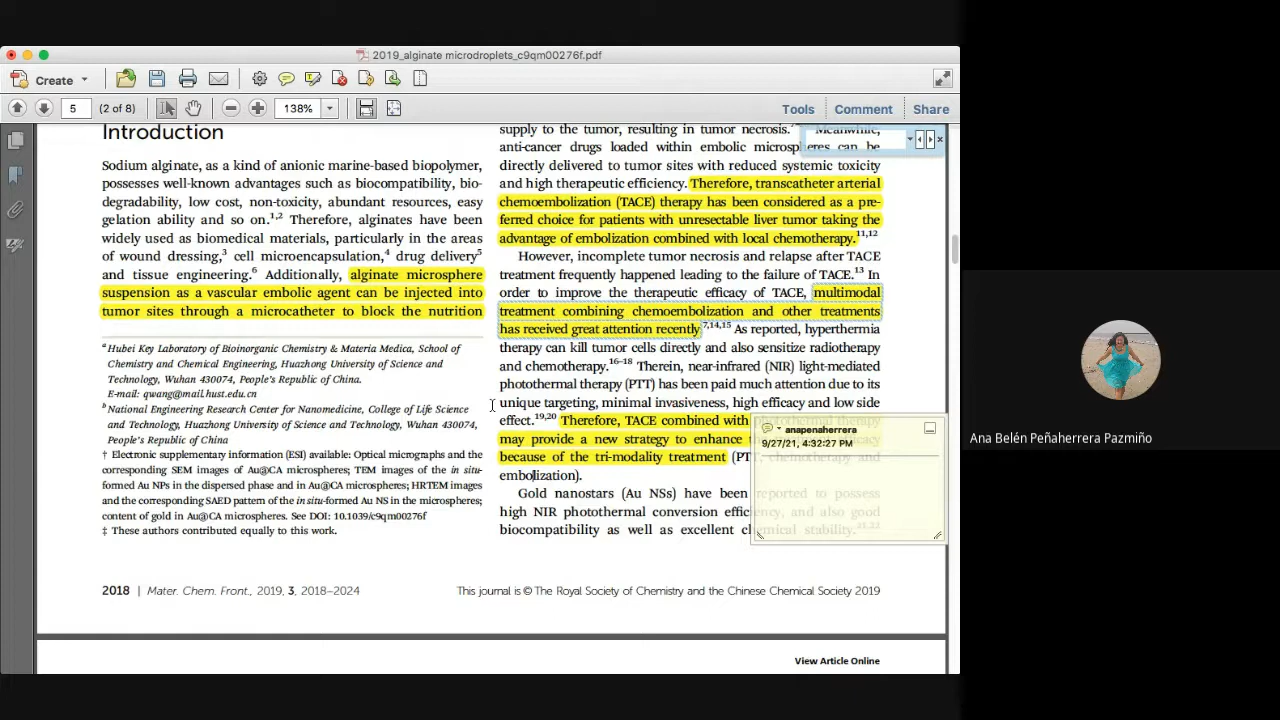 2019_alginate microdroplets_c9qm00276f.pdf
Create
5 (2 of 8) 138% Tools Comment Share
Introduction
Sodium alginate, as a kind of anionic marine-based biopolymer,
possesses well-known advantages such as biocompatibility, bio-
degradability, low cost, non-toxicity, abundant resources, easy
gelation ability and so on.1,2 Therefore, alginates have been
widely used as biomedical materials, particularly in the areas
of wound dressing,3 cell microencapsulation,4 drug delivery5
and tissue engineering.6 Additionally, alginate microsphere
suspension as a vascular embolic agent can be injected into
tumor sites through a microcatheter to block the nutrition
a Hubei Key Laboratory of Bioinorganic Chemistry & Materia Medica, School of
Chemistry and Chemical Engineering, Huazhong University of Science and
Technology, Wuhan 430074, People's Republic of China.
E-mail: qwang@mail.hust.edu.cn
b National Engineering Research Center for Nanomedicine, College of Life Science
and Technology, Huazhong University of Science and Technology, Wuhan 430074,
People's Republic of China
† Electronic supplementary information (ESI) available: Optical micrographs and the
corresponding SEM images of Au@CA microspheres; TEM images of the in situ-
formed Au NPs in the dispersed phase and in Au@CA microspheres; HRTEM images
and the corresponding SAED pattern of the in situ-formed Au NS in the microspheres;
content of gold in Au@CA microspheres. See DOI: 10.1039/c9qm00276f
‡ These authors contributed equally to this work.
supply to the tumor, resulting in tumor necrosis. Meanwhile,
anti-cancer drugs loaded within embolic microspheres can be
directly delivered to tumor sites with reduced systemic toxicity
and high therapeutic efficiency. Therefore, transcatheter arterial
chemoembolization (TACE) therapy has been considered as a pre-
ferred choice for patients with unresectable liver tumor taking the
advantage of embolization combined with local chemotherapy.11,12
However, incomplete tumor necrosis and relapse after TACE
treatment frequently happened leading to the failure of TACE.13 In
order to improve the therapeutic efficacy of TACE, multimodal
treatment combining chemoembolization and other treatments
has received great attention recently7,14,15 As reported, hyperthermia
therapy can kill tumor cells directly and also sensitize radiotherapy
and chemotherapy.16–18 Therein, near-infrared (NIR) light-mediated
photothermal therapy (PTT) has been paid much attention due to its
unique targeting, minimal invasiveness, high efficacy and low side
effect.19,20 Therefore, TACE combined with photothermal therapy
may provide a new strategy to enhance efficacy
because of the tri-modality treatment (PTT, chemotherapy and
embolization).
Gold nanostars (Au NSs) have been reported to possess
high NIR photothermal conversion efficiency, and also good
biocompatibility as well as excellent chemical stability.21,22
anapenaherrera
9/27/21, 4:32:27 PM
2018 | Mater. Chem. Front., 2019, 3, 2018–2024
This journal is © The Royal Society of Chemistry and the Chinese Chemical Society 2019
View Article Online
Ana Belén Peñaherrera Pazmiño